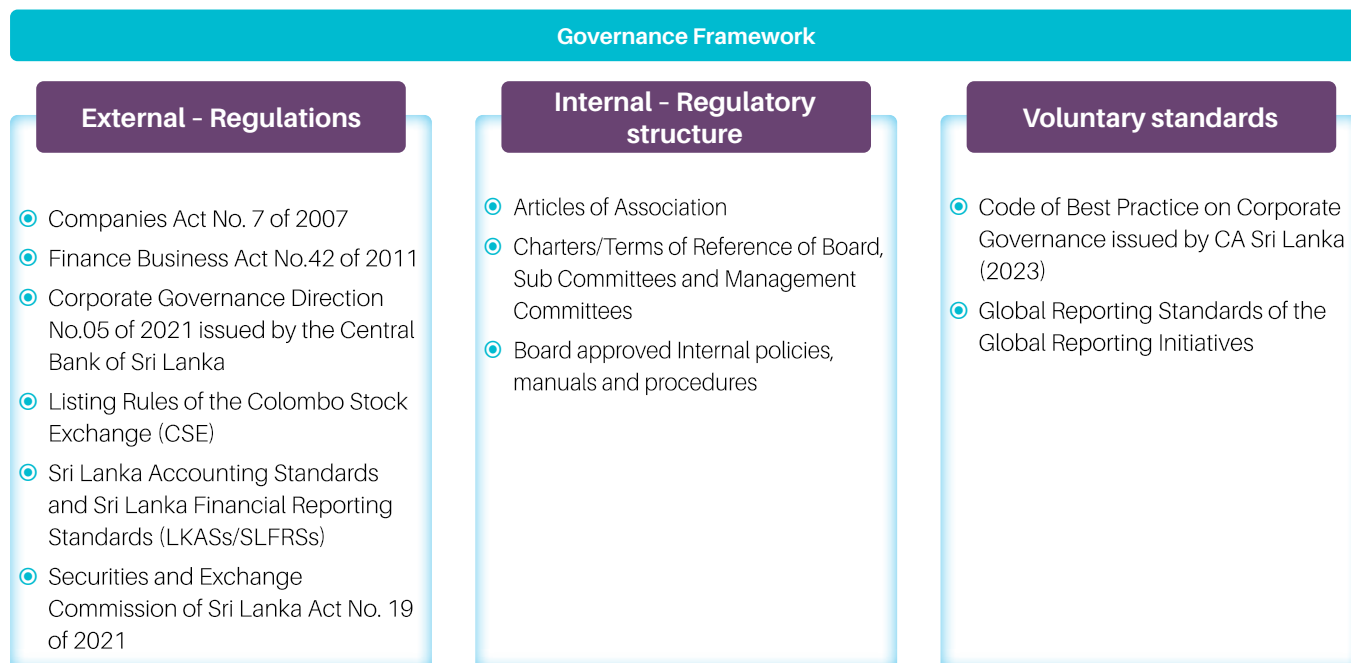 Governance Framework
External – Regulations
Companies Act No. 7 of 2007
Finance Business Act No.42 of 2011
Corporate Governance Direction
No.05 of 2021 issued by the Central
Bank of Sri Lanka
Listing Rules of the Colombo Stock
Exchange (CSE)
Sri Lanka Accounting Standards
and Sri Lanka Financial Reporting
Standards (LKASs/SLFRSs)
Securities and Exchange
Commission of Sri Lanka Act No. 19
of 2021
Internal – Regulatory
structure
Articles of Association
Charters/Terms of Reference of Board,
Sub Committees and Management
Committees
Board approved Internal policies,
manuals and procedures
Voluntary standards
Code of Best Practice on Corporate
Governance issued by CA Sri Lanka
(2023)
Global Reporting Standards of the
Global Reporting Initiatives